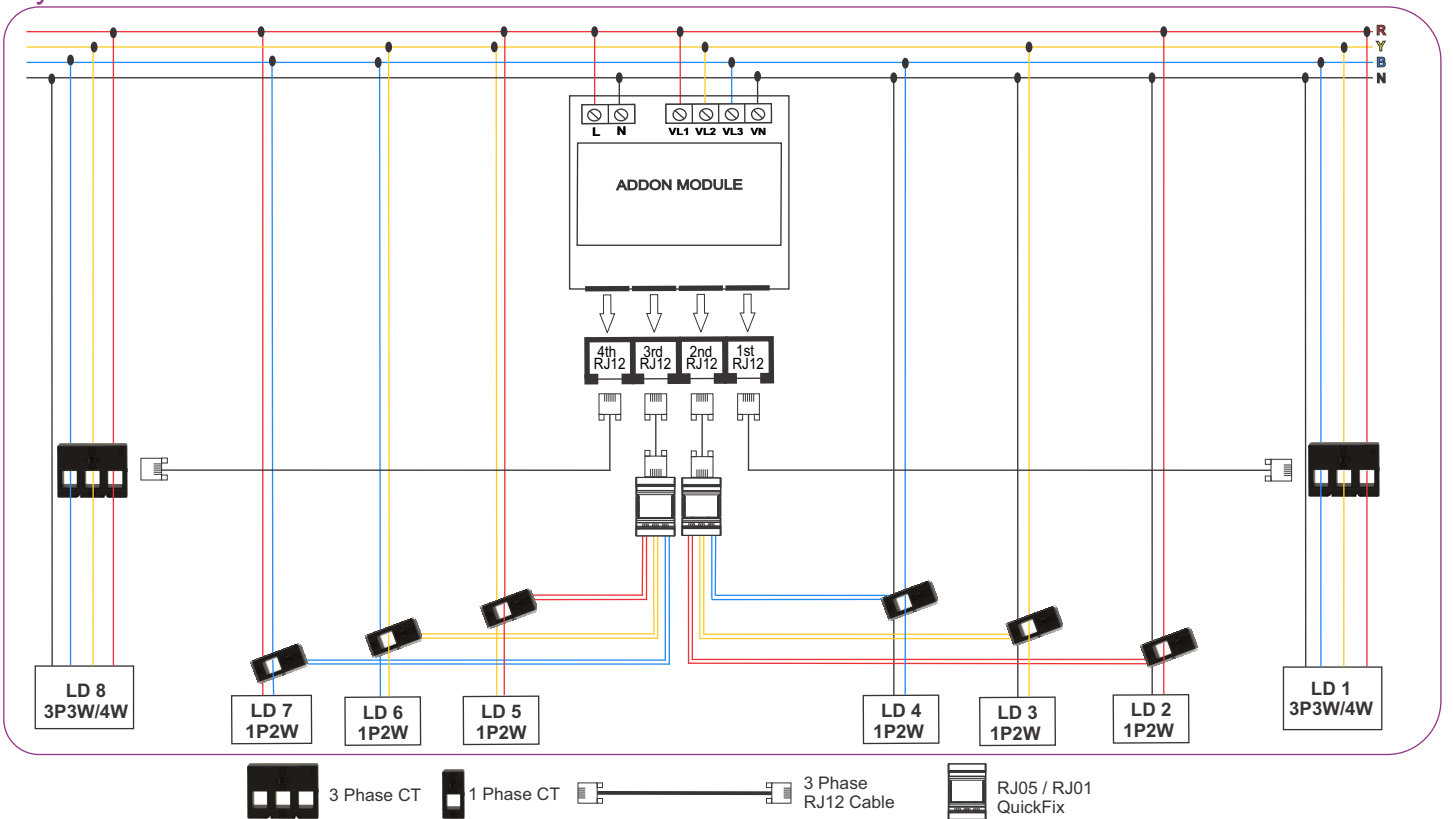 R
Y
B
N
L N VL1 VL2 VL3 VN
ADDON MODULE
4th RJ12
3rd RJ12
2nd RJ12
1st RJ12
LD 8
3P3W/4W
LD 7
1P2W
LD 6
1P2W
LD 5
1P2W
LD 4
1P2W
LD 3
1P2W
LD 2
1P2W
LD 1
3P3W/4W
3 Phase CT
1 Phase CT
3 Phase
RJ12 Cable
RJ05 / RJ01
QuickFix